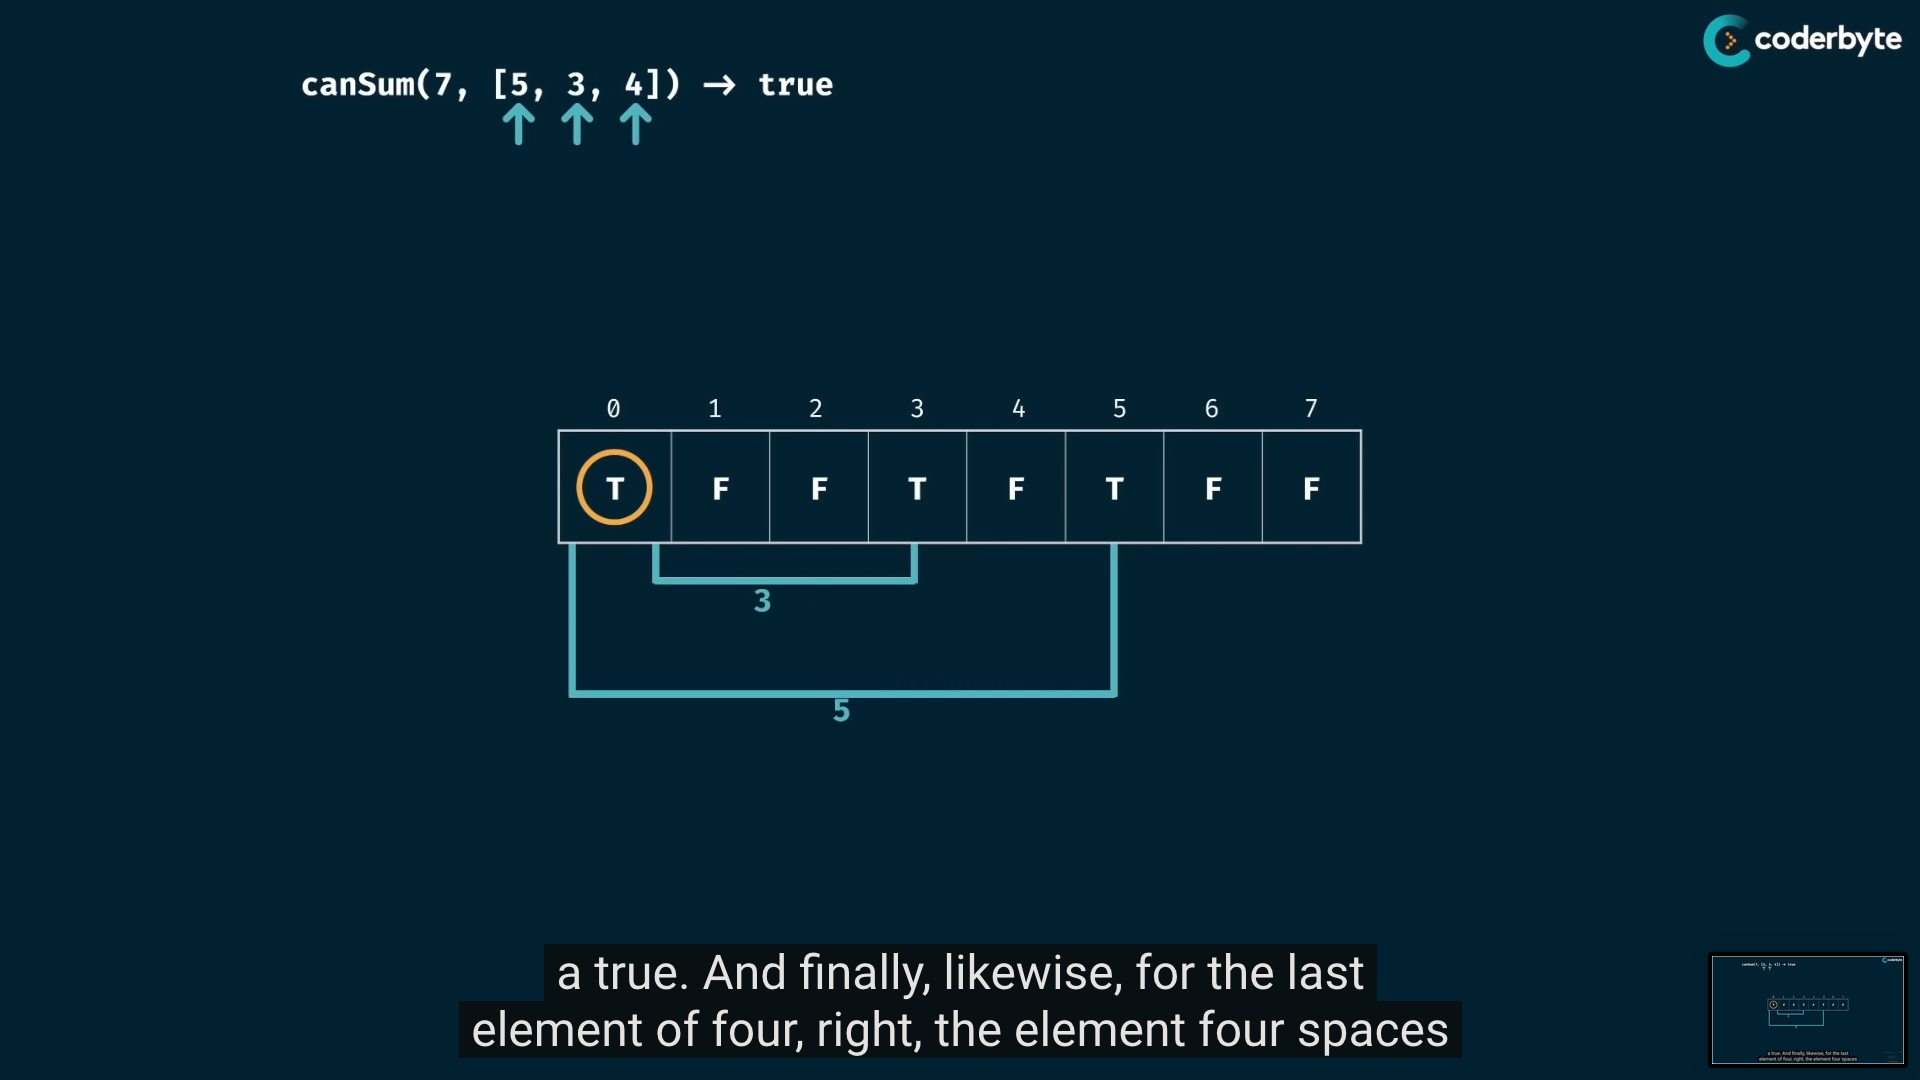 coderbyte
canSum(7, [5, 3, 4]) → true
0 1 2 3 4 5 6 7
T F F T F T F F
3
5
a true. And finally, likewise, for the last
element of four, right, the element four spaces